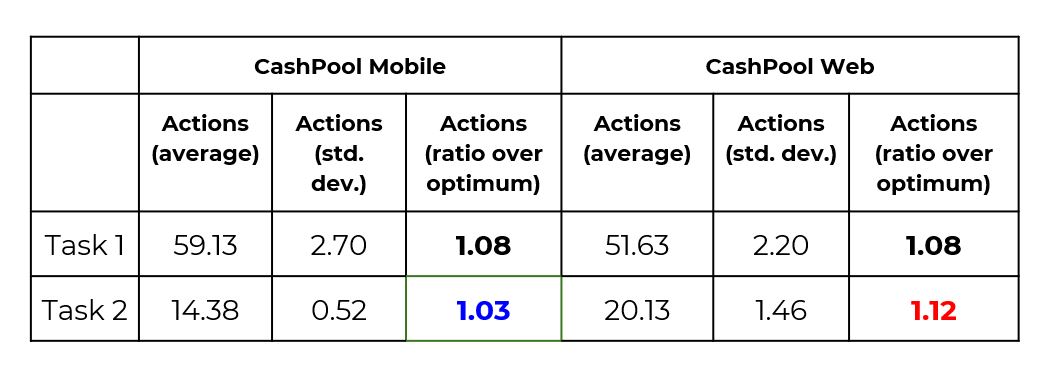 CashPool Mobile CashPool Web
Actions (average) Actions (std. dev.) Actions (ratio over optimum) Actions (average) Actions (std. dev.) Actions (ratio over optimum)
Task 1 59.13 2.70 1.08 51.63 2.20 1.08
Task 2 14.38 0.52 1.03 20.13 1.46 1.12